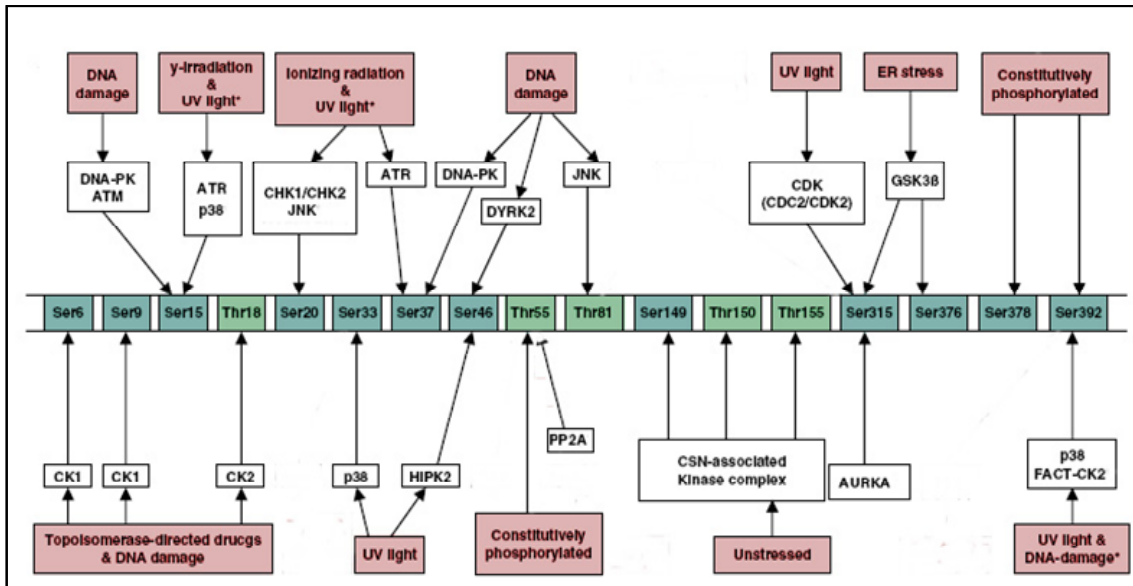 DNA
damage
y-irradiation
&
UV light*
Ionizing radiation
&
UV light*
DNA
damage
UV light
ER stress
Constitutively
phosphorylated
DNA-PK
ATM
ATR
p38
CHK1/CHK2
JNK
ATR
DNA-PK
DYRK2
JNK
CDK
(CDC2/CDK2)
GSK3ß
Ser6
Ser9
Ser15
Thr18
Ser20
Ser33
Ser37
Ser46
Thr55
Thr81
Ser149
Thr150
Thr155
Ser315
Ser376
Ser378
Ser392
CK1
CK1
CK2
p38
HIPK2
PP2A
CSN-associated
Kinase complex
AURKA
p38
FACT-CK2
Topoisomerase-directed drucgs
& DNA damage
UV light
Constitutively
phosphorylated
Unstressed
UV light &
DNA-damage*